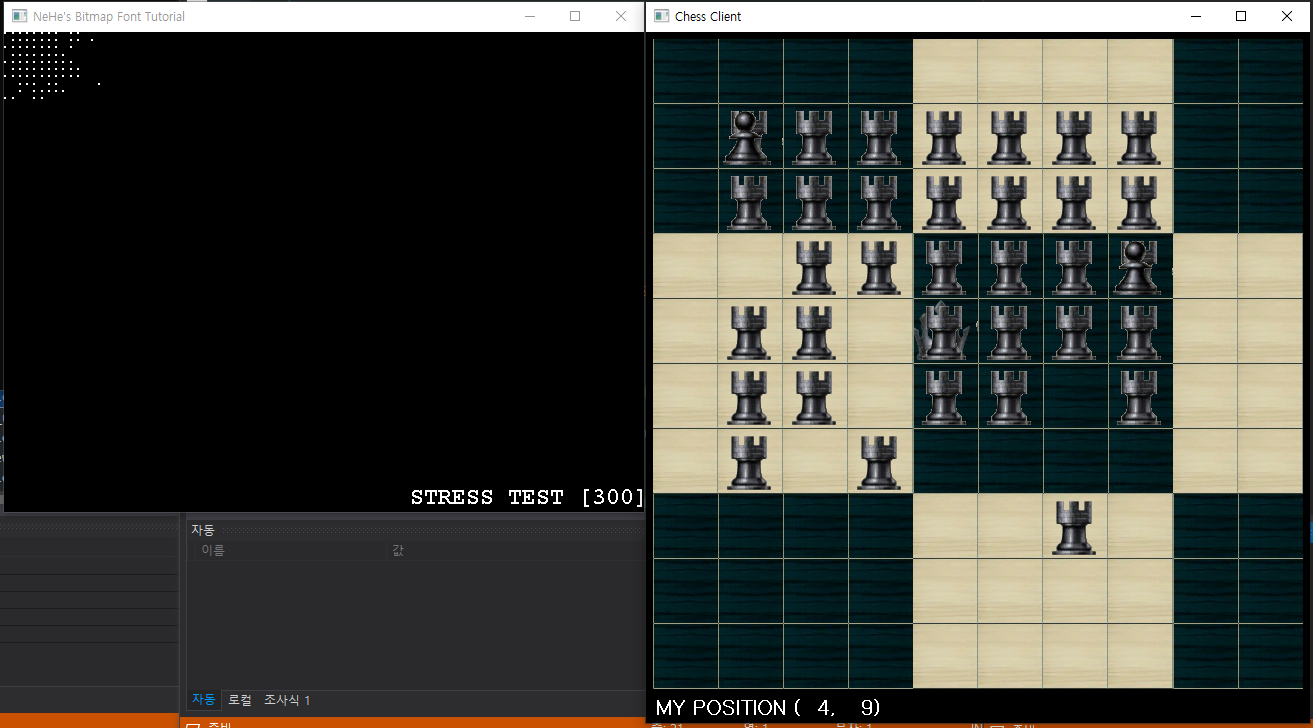 NeHe's Bitmap Font Tutorial
Chess Client
STRESS TEST [300]
자동
이름 값
자동 로컬 조사식 1
MY POSITION ( 4, 9)